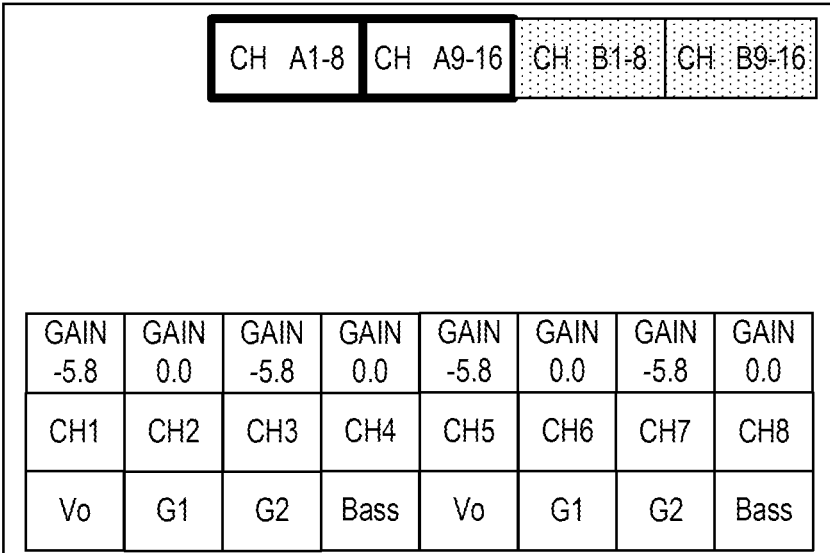 CH A1-8 CH A9-16 CH B1-8 CH B9-16
GAIN GAIN GAIN GAIN GAIN GAIN GAIN GAIN
-5.8 0.0 -5.8 0.0 -5.8 0.0 -5.8 0.0
CH1 CH2 CH3 CH4 CH5 CH6 CH7 CH8
Vo G1 G2 Bass Vo G1 G2 Bass